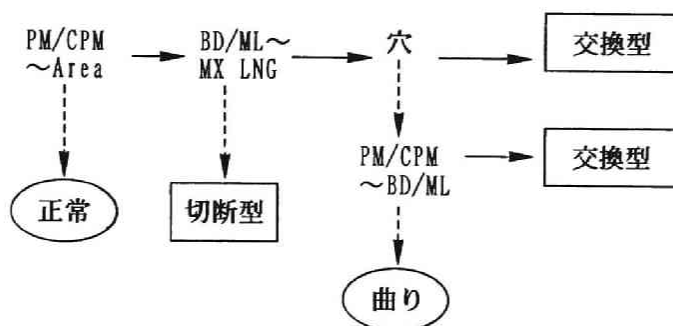 PM/CPM
～Area
BD/ML～
MX LNG
穴
交換型
正常
切断型
PM/CPM
～BD/ML
交換型
曲り